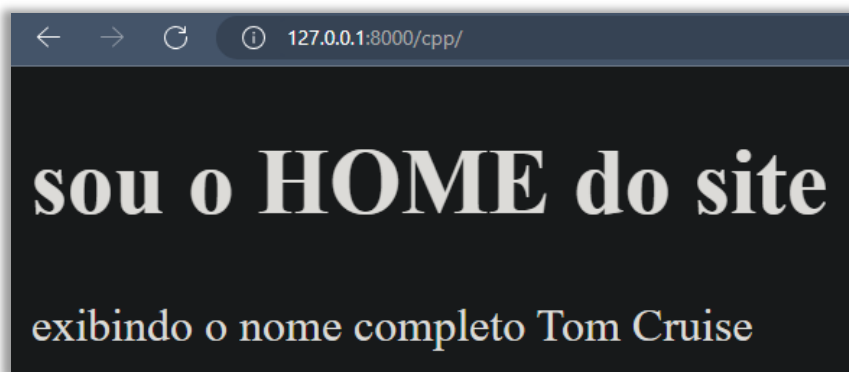 127.0.0.1:8000/cpp/
sou o HOME do site
exibindo o nome completo Tom Cruise